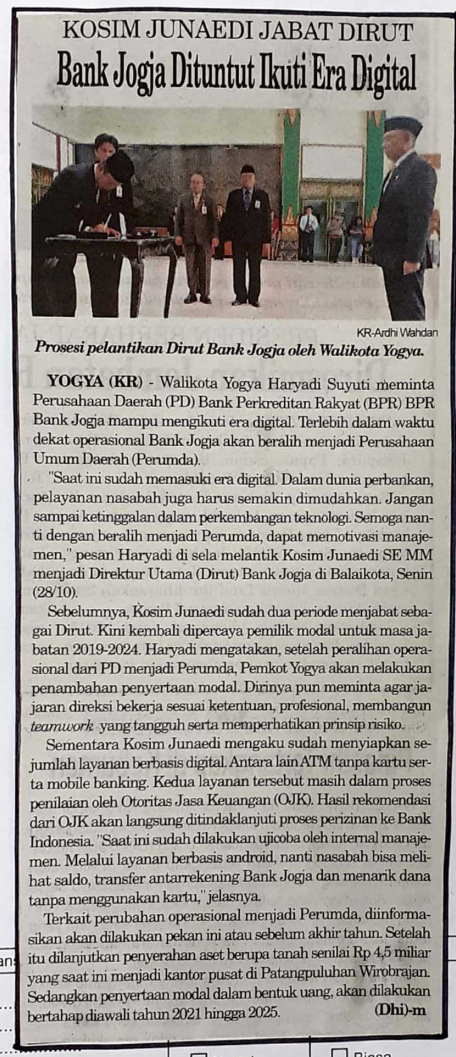 KOSIM JUNAEDI JABAT DIRUT
Bank Jogja Dituntut Ikuti Era Digital
KR-Ardhi Wahdan
Prosesi pelantikan Dirut Bank Jogja oleh Walikota Yogya.
YOGYA (KR) - Walikota Yogya Haryadi Suyuti meminta
Perusahaan Daerah (PD) Bank Perkreditan Rakyat (BPR) BPR
Bank Jogja mampu mengikuti era digital. Terlebih dalam waktu
dekat operasional Bank Jogja akan beralih menjadi Perusahaan
Umum Daerah (Perumda).
"Saat ini sudah memasuki era digital. Dalam dunia perbankan,
pelayanan nasabah juga harus semakin dimudahkan. Jangan
sampai ketinggalan dalam perkembangan teknologi. Semoga nan-
ti dengan beralih menjadi Perumda, dapat memotivasi manaje-
men," pesan Haryadi di sela melantik Kosim Junaedi SE MM
menjadi Direktur Utama (Dirut) Bank Jogja di Balaikota, Senin
(28/10).
Sebelumnya, Kosim Junaedi sudah dua periode menjabat seba-
gai Dirut. Kini kembali dipercaya pemilik modal untuk masa ja-
batan 2019-2024. Haryadi mengatakan, setelah peralihan opera-
sional dari PD menjadi Perumda, Pemkot Yogya akan melakukan
penambahan penyertaan modal. Dirinya pun meminta agar ja-
jaran direksi bekerja sesuai ketentuan, profesional, membangun
teamwork yang tangguh serta memperhatikan prinsip risiko.
Sementara Kosim Junaedi mengaku sudah menyiapkan se-
jumlah layanan berbasis digital. Antara lain ATM tanpa kartu ser-
ta mobile banking. Kedua layanan tersebut masih dalam proses
penilaian oleh Otoritas Jasa Keuangan (OJK). Hasil rekomendasi
dari OJK akan langsung ditindaklanjuti proses perizinan ke Bank
Indonesia. "Saat ini sudah dilakukan ujicoba oleh internal manaje-
men. Melalui layanan berbasis android, nanti nasabah bisa meli-
hat saldo, transfer antarrekening Bank Jogja dan menarik dana
tanpa menggunakan kartu," jelasnya.
Terkait perubahan operasional menjadi Perumda, diinforma-
sikan akan dilakukan pekan ini atau sebelum akhir tahun. Setelah
itu dilanjutkan penyerahan aset berupa tanah senilai Rp 4,5 miliar
yang saat ini menjadi kantor pusat di Patangpuluhan Wirobrajan.
Sedangkan penyertaan modal dalam bentuk uang, akan dilakukan
bertahap diawali tahun 2021 hingga 2025. (Dhi)-m